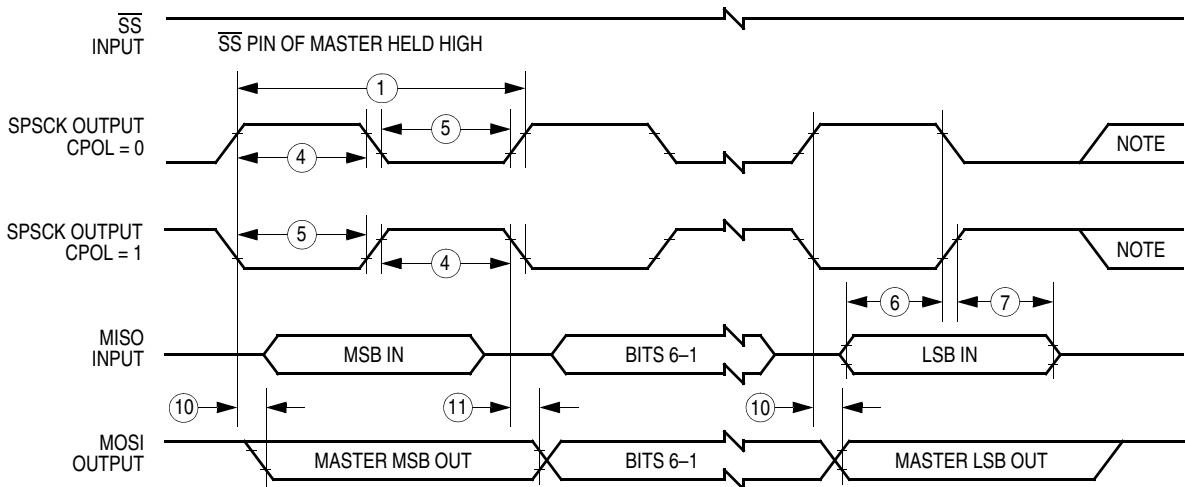 S̅S̅
INPUT
S̅S̅ PIN OF MASTER HELD HIGH
1
SPSCK OUTPUT
CPOL = 0
5
4
NOTE
SPSCK OUTPUT
CPOL = 1
5
4
NOTE
6
7
MISO
INPUT
MSB IN
BITS 6–1
LSB IN
10
11
10
MOSI
OUTPUT
MASTER MSB OUT
BITS 6–1
MASTER LSB OUT